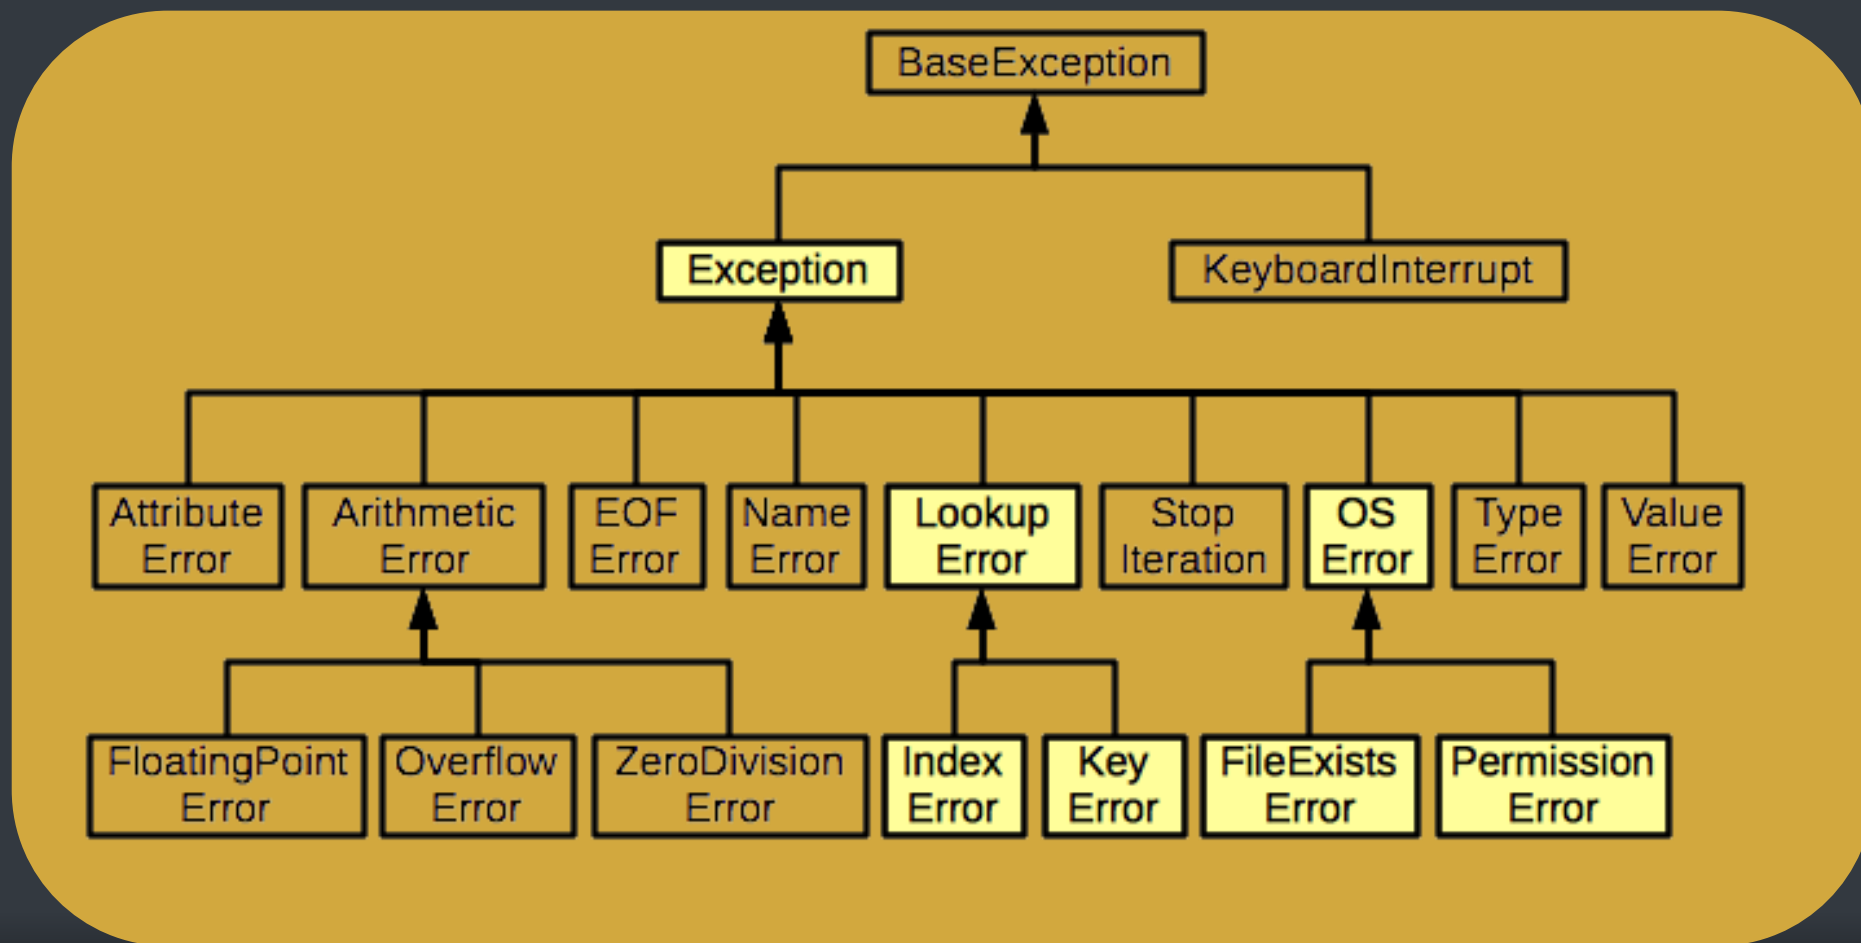 BaseException
Exception
KeyboardInterrupt
Attribute
Error
Arithmetic
Error
EOF
Error
Name
Error
Lookup
Error
Stop
Iteration
OS
Error
Type
Error
Value
Error
FloatingPoint
Error
Overflow
Error
ZeroDivision
Error
Index
Error
Key
Error
FileExists
Error
Permission
Error